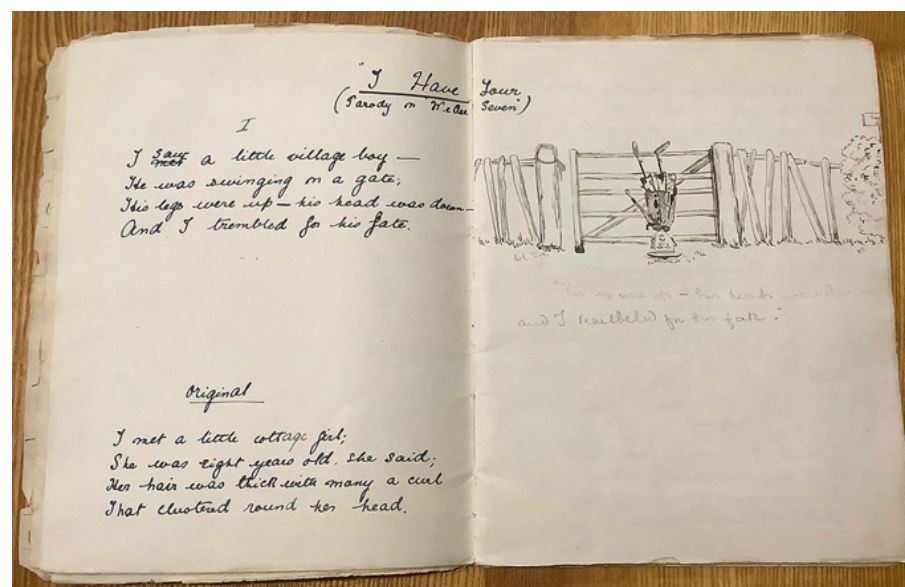 "I Have Four
(Parody on "We Are Seven")
I
I saw met a little village boy —
He was swinging on a gate;
His legs were up — his head was down —
And I trembled for his fate.
Original
I met a little cottage girl;
She was eight years old. she said;
Her hair was thick with many a curl
That clustered round her head.
"his legs were up — his head
and I trembled for his fate."